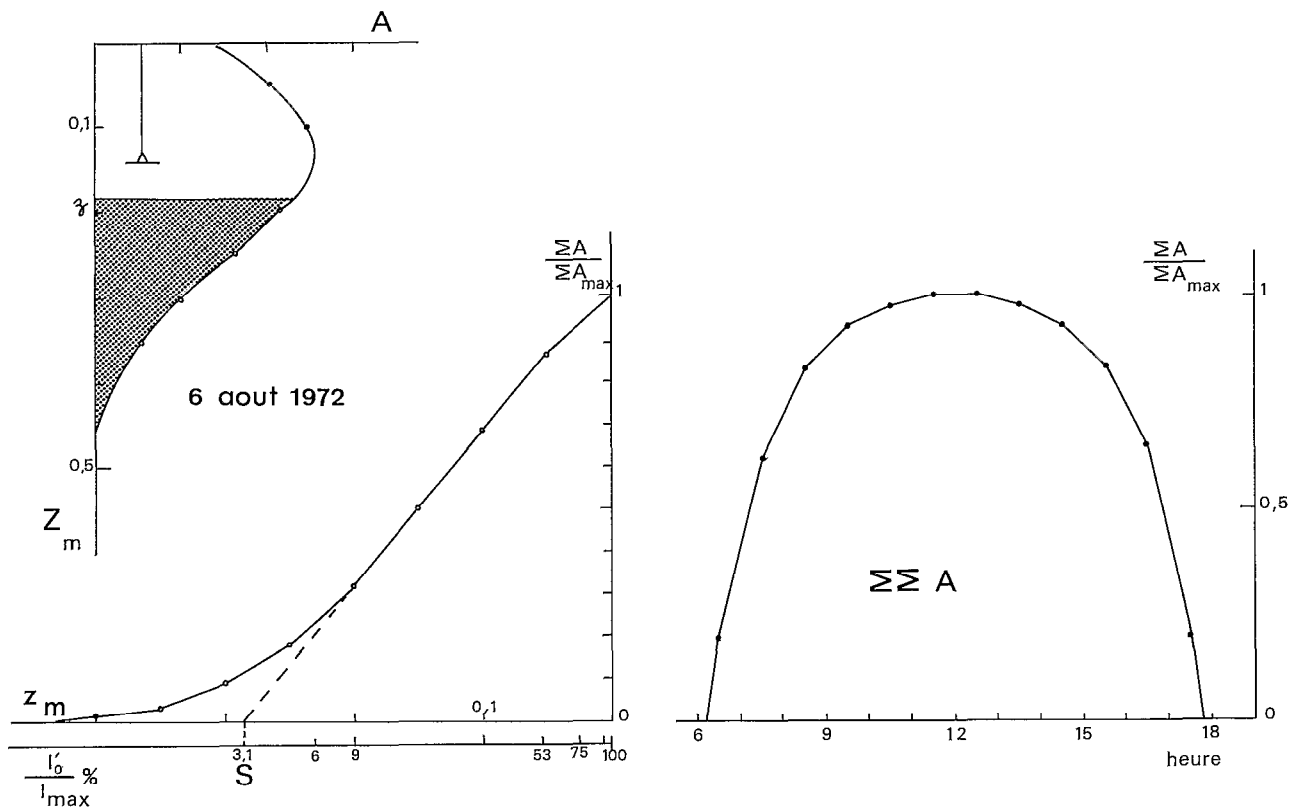 A
0,1
𝔷
0,5
Z m
6 aout 1972
ΣA
ΣA max
1
0
z m
0,1
3,1 6 9 53 75 100
S
I'o
I max %
ΣA
ΣA max
1
0,5
0
ΣΣ A
6 9 12 15 18
heure